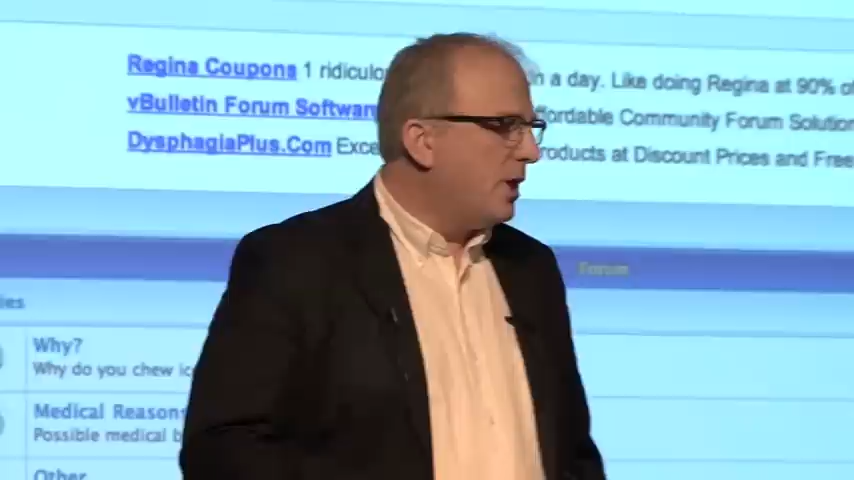 Regina Coupons 1 ridiculo n a day. Like doing Regina at 90% of
vBulletin Forum Softwar ffordable Community Forum Solution
DysphagiaPlus.Com Exce roducts at Discount Prices and Free
Forum
ies
Why?
Why do you chew ic
Medical Reason
Possible medical b
Other